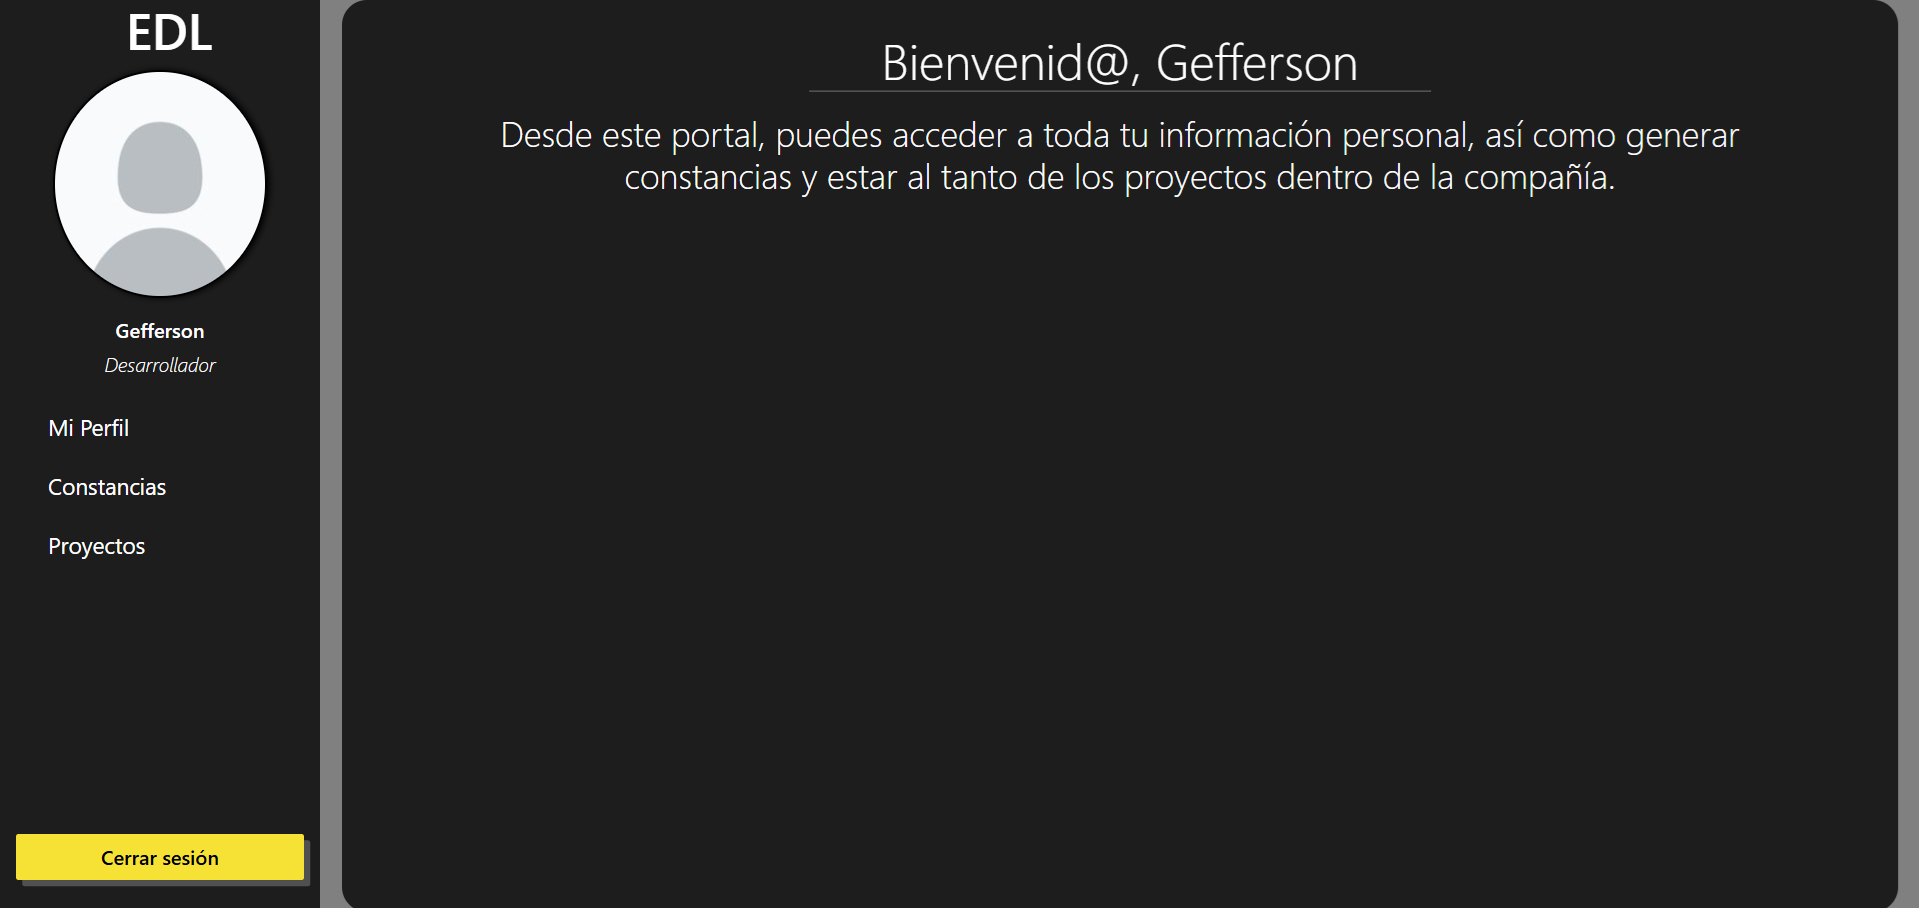 EDL
Gefferson
Desarrollador
Mi Perfil
Constancias
Proyectos
Cerrar sesión
Bienvenid@, Gefferson
Desde este portal, puedes acceder a toda tu información personal, así como generar
constancias y estar al tanto de los proyectos dentro de la compañía.